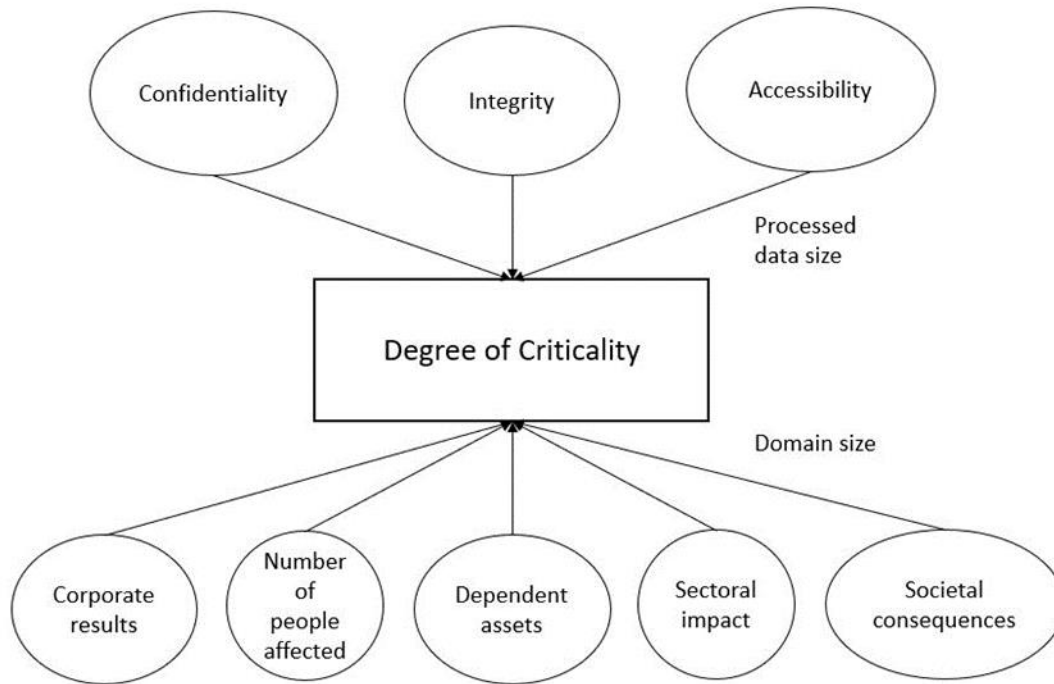 Confidentiality
Integrity
Accessibility
Processed
data size
Degree of Criticality
Domain size
Corporate
results
Number
of
people
affected
Dependent
assets
Sectoral
impact
Societal
consequences